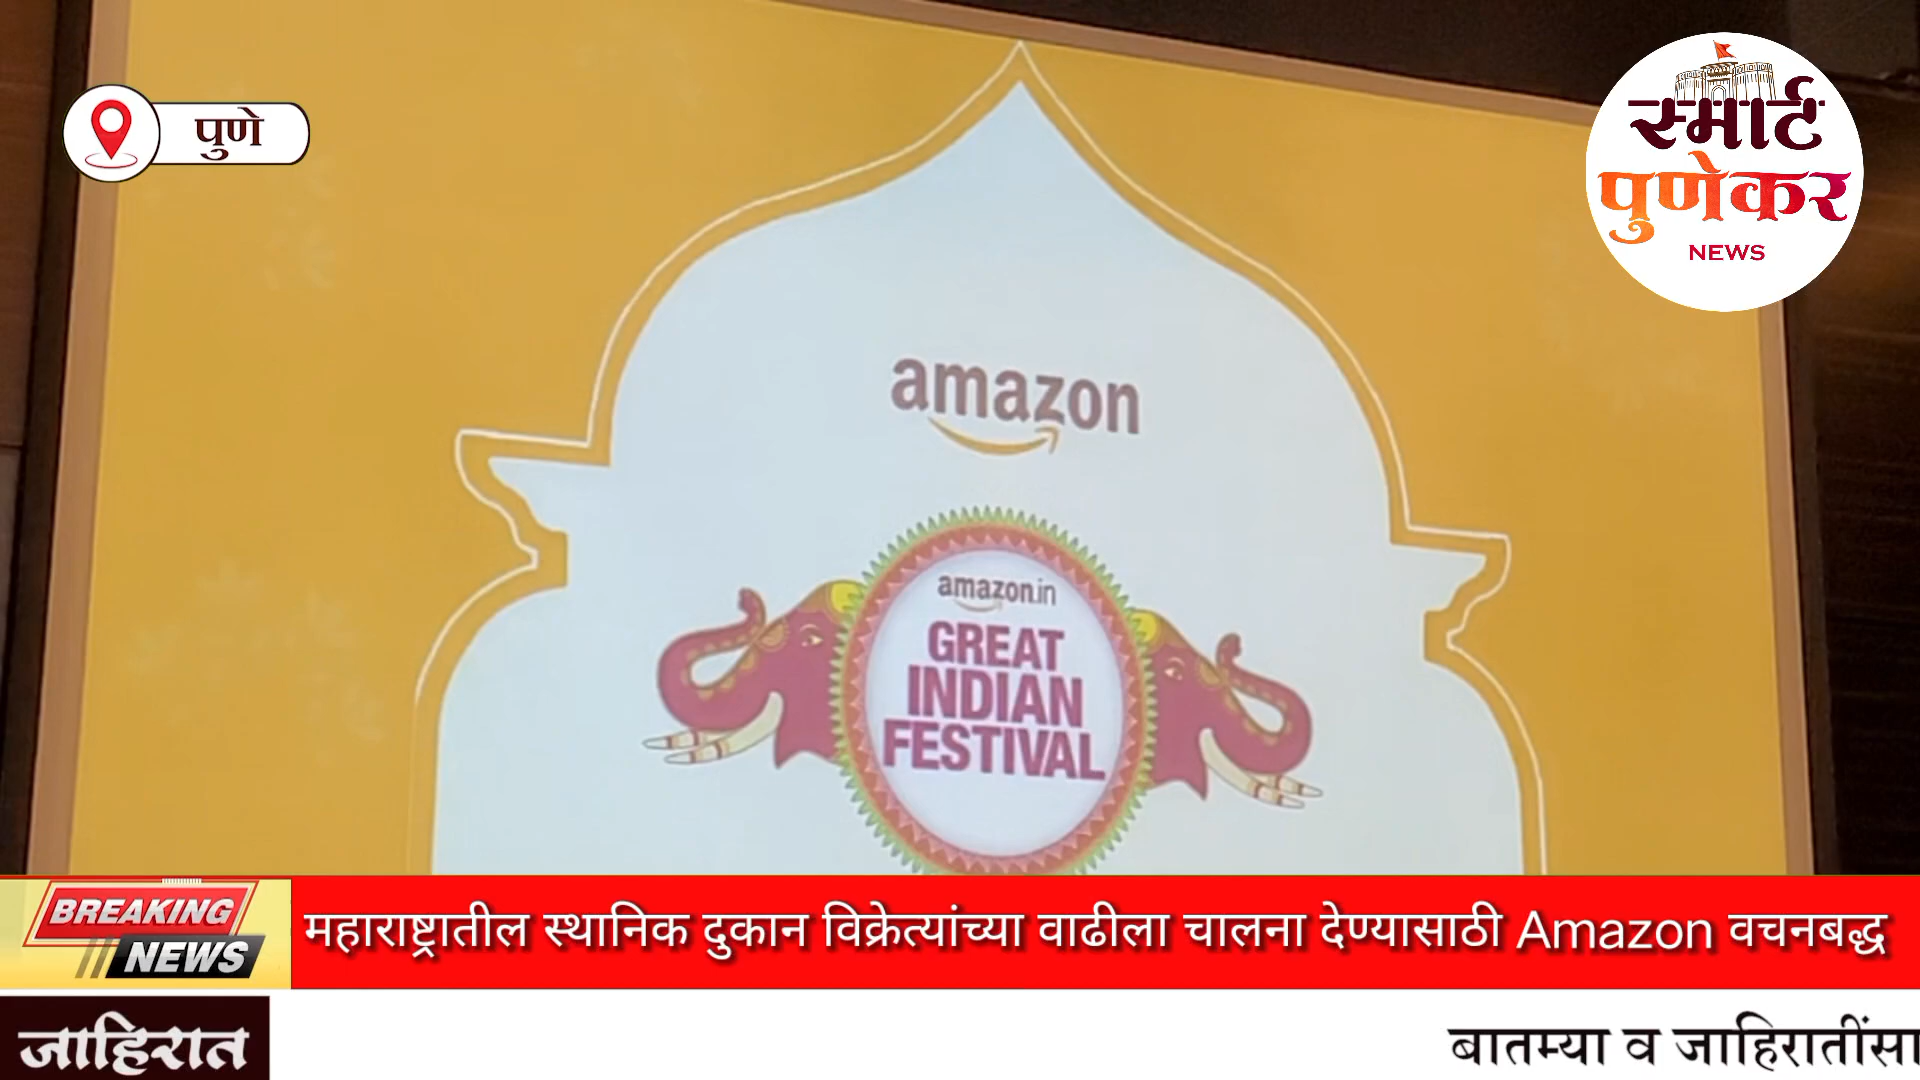 पुणे
स्मार्ट
पुणेकर
NEWS
amazon
amazon.in
GREAT
INDIAN
FESTIVAL
BREAKING
NEWS
महाराष्ट्रातील स्थानिक दुकान विक्रेत्यांच्या वाढीला चालना देण्यासाठी Amazon वचनबद्ध
जाहिरात
बातम्या व जाहिरातींसा